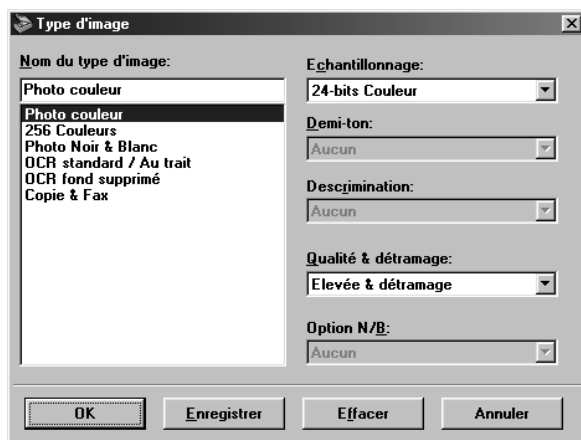 Type d'image
Nom du type d'image:
Photo couleur
Photo couleur
256 Couleurs
Photo Noir & Blanc
OCR standard / Au trait
OCR fond supprimé
Copie & Fax
Echantillonnage:
24-bits Couleur
Demi-ton:
Aucun
Descrimination:
Aucun
Qualité & détramage:
Elevée & détramage
Option N/B:
Aucun
OK
Enregistrer
Effacer
Annuler